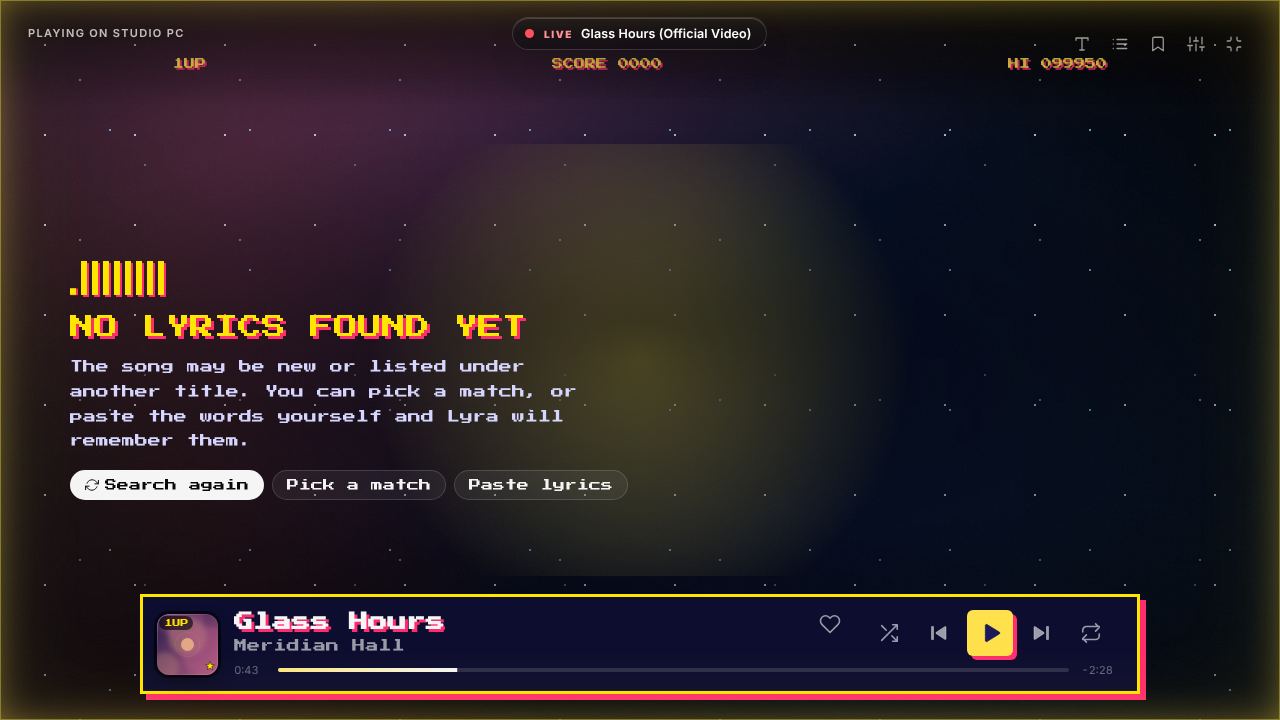 PLAYING ON STUDIO PC
LIVE Glass Hours (Official Video)
1UP SCORE 0000 HI 099950
NO LYRICS FOUND YET
The song may be new or listed under
another title. You can pick a match, or
paste the words yourself and Lyra will
remember them.
Search again Pick a match Paste lyrics
1UP
Glass Hours
Meridian Hall
0:43 -2:28